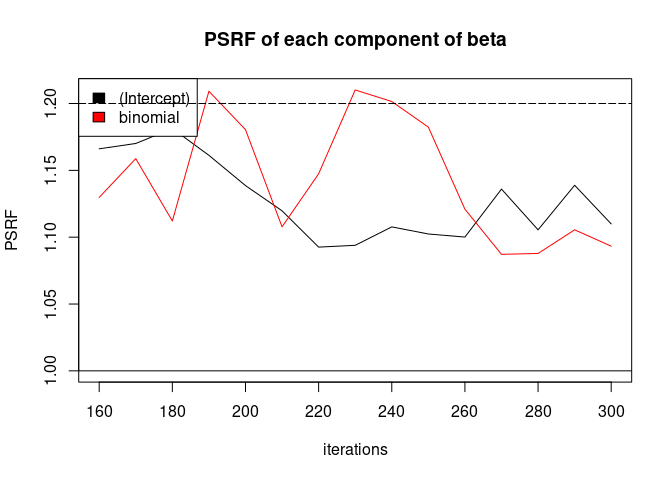 PSRF of each component of beta
(Intercept)
binomial
PSRF
1.20
1.15
1.10
1.05
1.00
160 180 200 220 240 260 280 300
iterations